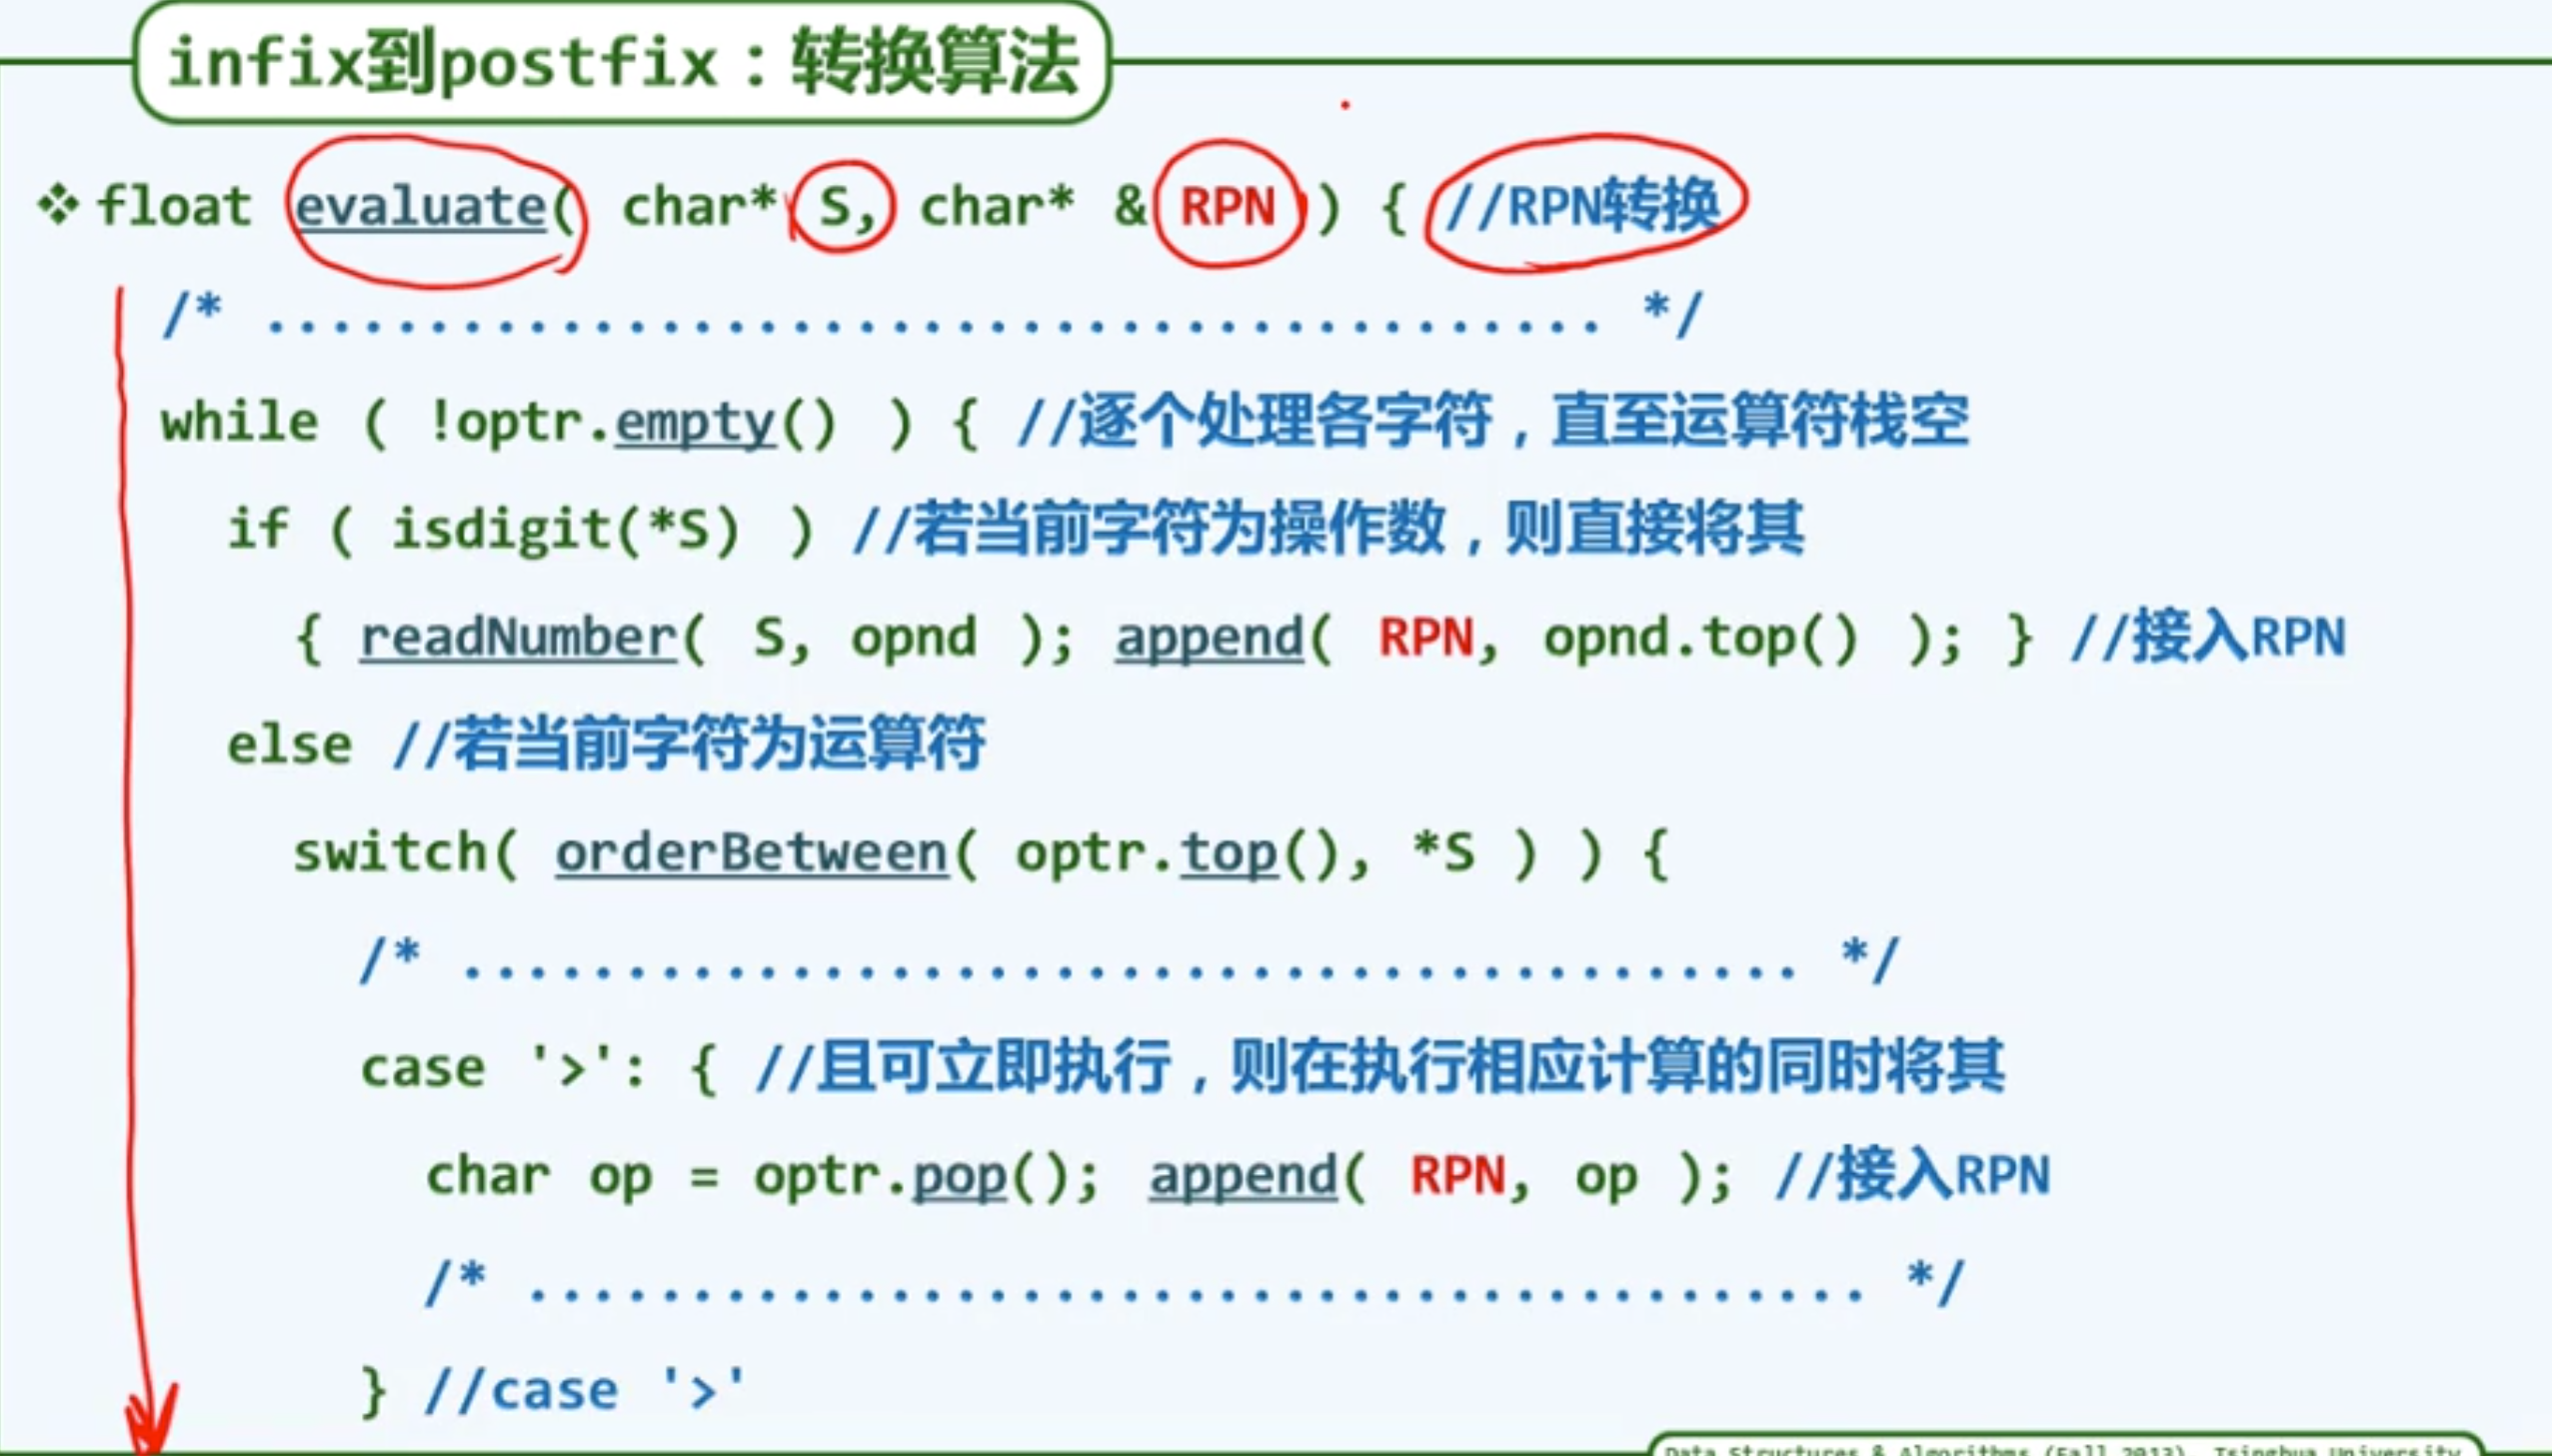 infix到postfix：转换算法
❖ float evaluate( char* S, char* & RPN ) { //RPN转换
/* ......................................... */
while ( !optr.empty() ) { //逐个处理各字符，直至运算符栈空
if ( isdigit(*S) ) //若当前字符为操作数，则直接将其
{ readNumber( S, opnd ); append( RPN, opnd.top() ); } //接入RPN
else //若当前字符为运算符
switch( orderBetween( optr.top(), *S ) ) {
/* ......................................... */
case '>': { //且可立即执行，则在执行相应计算的同时将其
char op = optr.pop(); append( RPN, op ); //接入RPN
/* ......................................... */
} //case '>'
Data Structures & Algorithms (Fall 2013), Tsinghua University